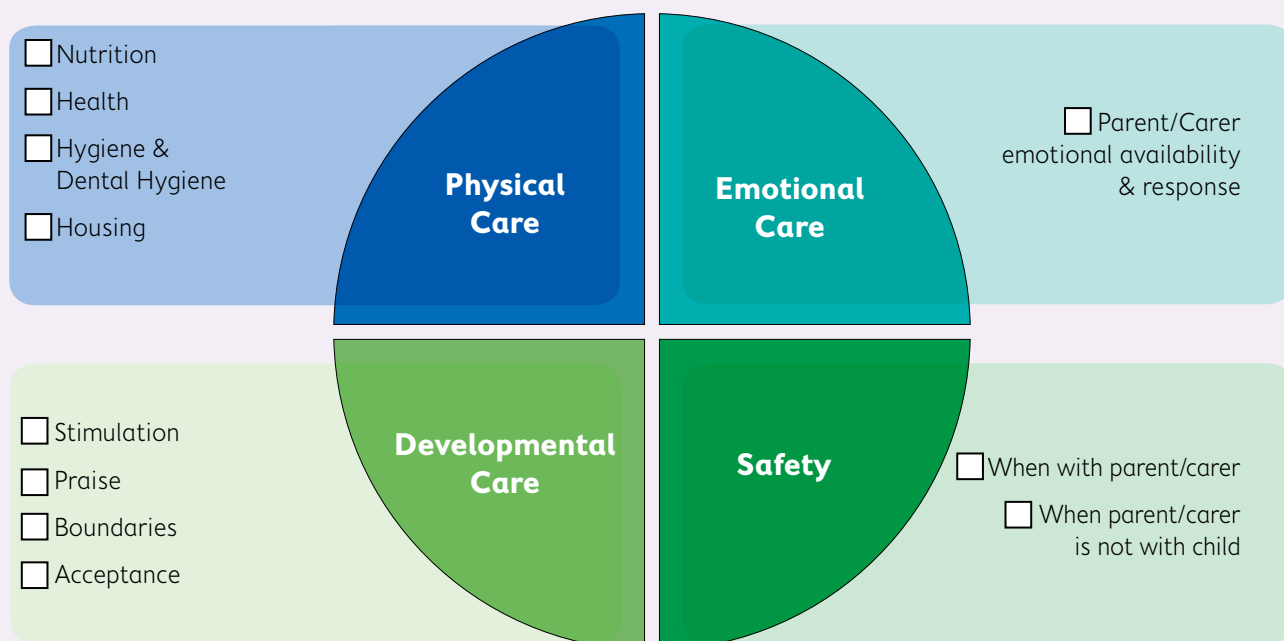 Nutrition
Health
Hygiene &
Dental Hygiene
Housing
Physical
Care
Emotional
Care
Parent/Carer
emotional availability
& response
Stimulation
Praise
Boundaries
Acceptance
Developmental
Care
Safety
When with parent/carer
When parent/carer
is not with child